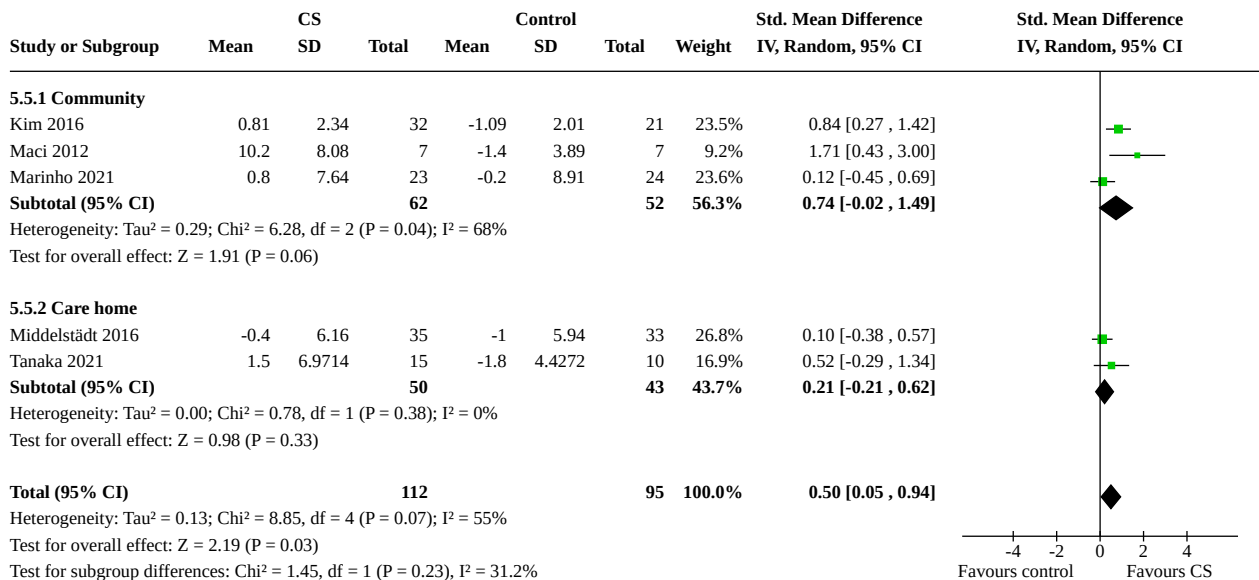 CS Control Std. Mean Difference Std. Mean Difference
Study or Subgroup Mean SD Total Mean SD Total Weight IV, Random, 95% CI IV, Random, 95% CI
5.5.1 Community
Kim 2016 0.81 2.34 32 -1.09 2.01 21 23.5% 0.84 [0.27 , 1.42]
Maci 2012 10.2 8.08 7 -1.4 3.89 7 9.2% 1.71 [0.43 , 3.00]
Marinho 2021 0.8 7.64 23 -0.2 8.91 24 23.6% 0.12 [-0.45 , 0.69]
Subtotal (95% CI) 62 52 56.3% 0.74 [-0.02 , 1.49]
Heterogeneity: Tau² = 0.29; Chi² = 6.28, df = 2 (P = 0.04); I² = 68%
Test for overall effect: Z = 1.91 (P = 0.06)
5.5.2 Care home
Middelstädt 2016 -0.4 6.16 35 -1 5.94 33 26.8% 0.10 [-0.38 , 0.57]
Tanaka 2021 1.5 6.9714 15 -1.8 4.4272 10 16.9% 0.52 [-0.29 , 1.34]
Subtotal (95% CI) 50 43 43.7% 0.21 [-0.21 , 0.62]
Heterogeneity: Tau² = 0.00; Chi² = 0.78, df = 1 (P = 0.38); I² = 0%
Test for overall effect: Z = 0.98 (P = 0.33)
Total (95% CI) 112 95 100.0% 0.50 [0.05 , 0.94]
Heterogeneity: Tau² = 0.13; Chi² = 8.85, df = 4 (P = 0.07); I² = 55%
Test for overall effect: Z = 2.19 (P = 0.03)
Test for subgroup differences: Chi² = 1.45, df = 1 (P = 0.23), I² = 31.2%
-4 -2 0 2 4
Favours control Favours CS